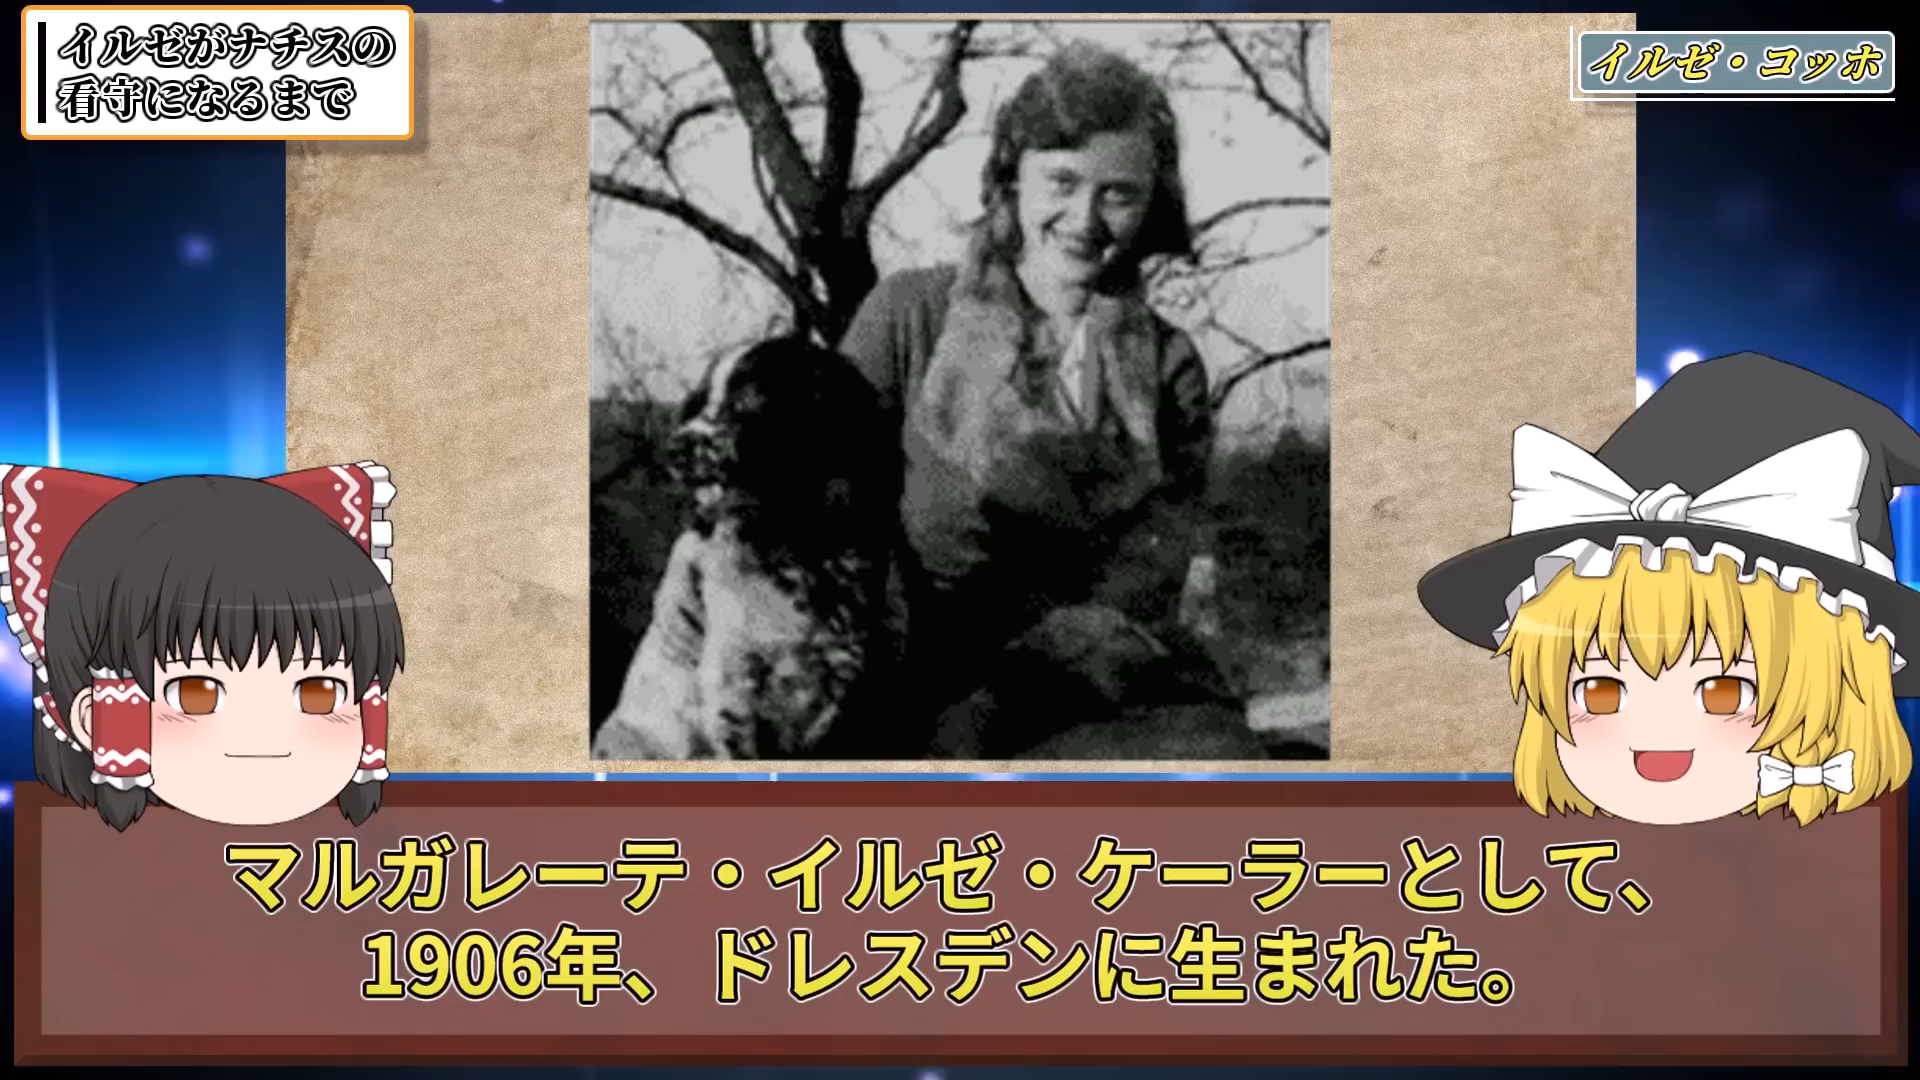 イルゼがナチスの
看守になるまで
イルゼ・コッホ
マルガレーテ・イルゼ・ケーラーとして、
1906年、ドレスデンに生まれた。